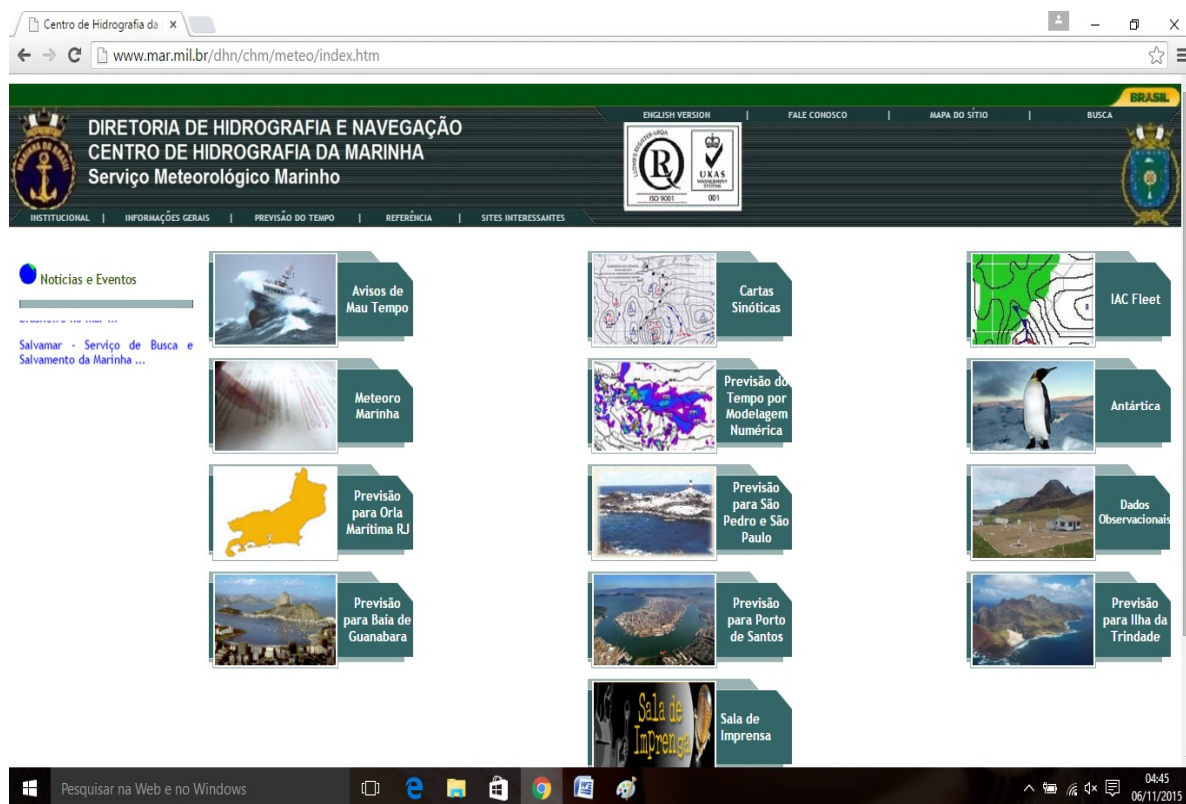 Centro de Hidrografia da
www.mar.mil.br/dhn/chm/meteo/index.htm
BRASIL
ENGLISH VERSION | FALE CONOSCO | MAPA DO SÍTIO | BUSCA
DIRETORIA DE HIDROGRAFIA E NAVEGAÇÃO
CENTRO DE HIDROGRAFIA DA MARINHA
Serviço Meteorológico Marinho
UKAS
MANAGEMENT
SYSTEMS
ISO 9001
001
INSTITUCIONAL | INFORMAÇÕES GERAIS | PREVISÃO DO TEMPO | REFERÊNCIA | SITES INTERESSANTES
Notícias e Eventos
Salvamar - Serviço de Busca e
Salvamento da Marinha ...
Avisos de
Mau Tempo
Cartas
Sinóticas
IAC Fleet
Meteoro
Marinha
Previsão do
Tempo por
Modelagem
Numérica
Antártica
Previsão
para Orla
Marítima RJ
Previsão
para São
Pedro e São
Paulo
Dados
Observacionais
Previsão
para Baía de
Guanabara
Previsão
para Porto
de Santos
Previsão
para Ilha da
Trindade
Sala de
Imprensa
Sala de
Imprensa
Pesquisar na Web e no Windows
04:45
06/11/2015